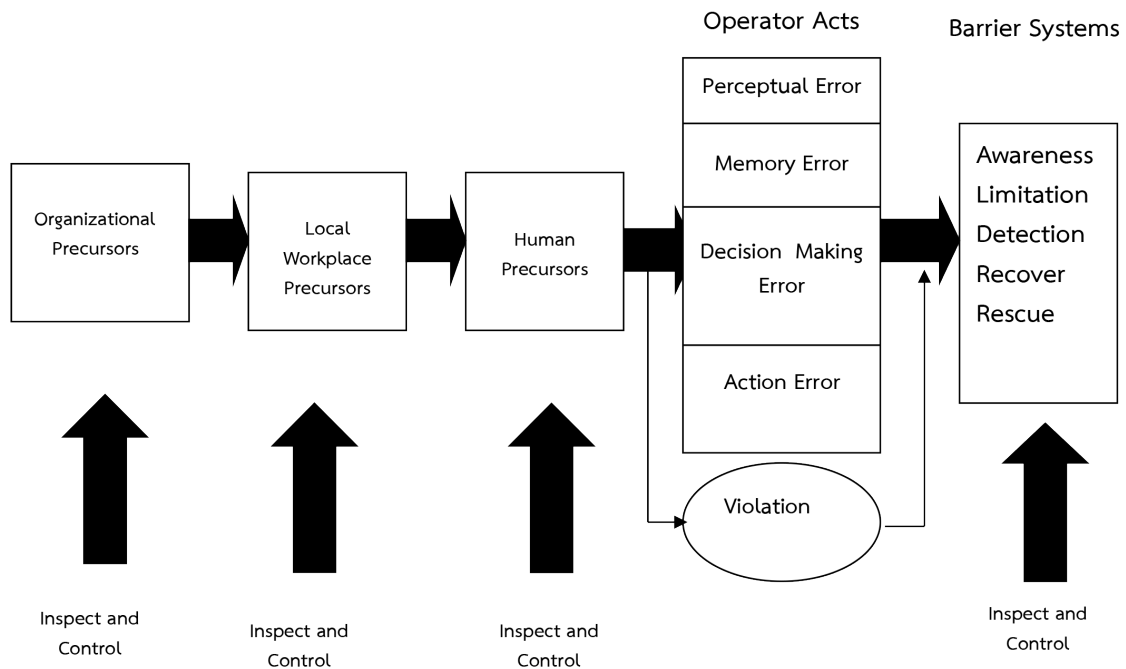 Operator Acts
Barrier Systems
Organizational
Precursors
Local
Workplace
Precursors
Human
Precursors
Perceptual Error
Memory Error
Decision Making
Error
Action Error
Violation
Awareness
Limitation
Detection
Recover
Rescue
Inspect and
Control
Inspect and
Control
Inspect and
Control
Inspect and
Control